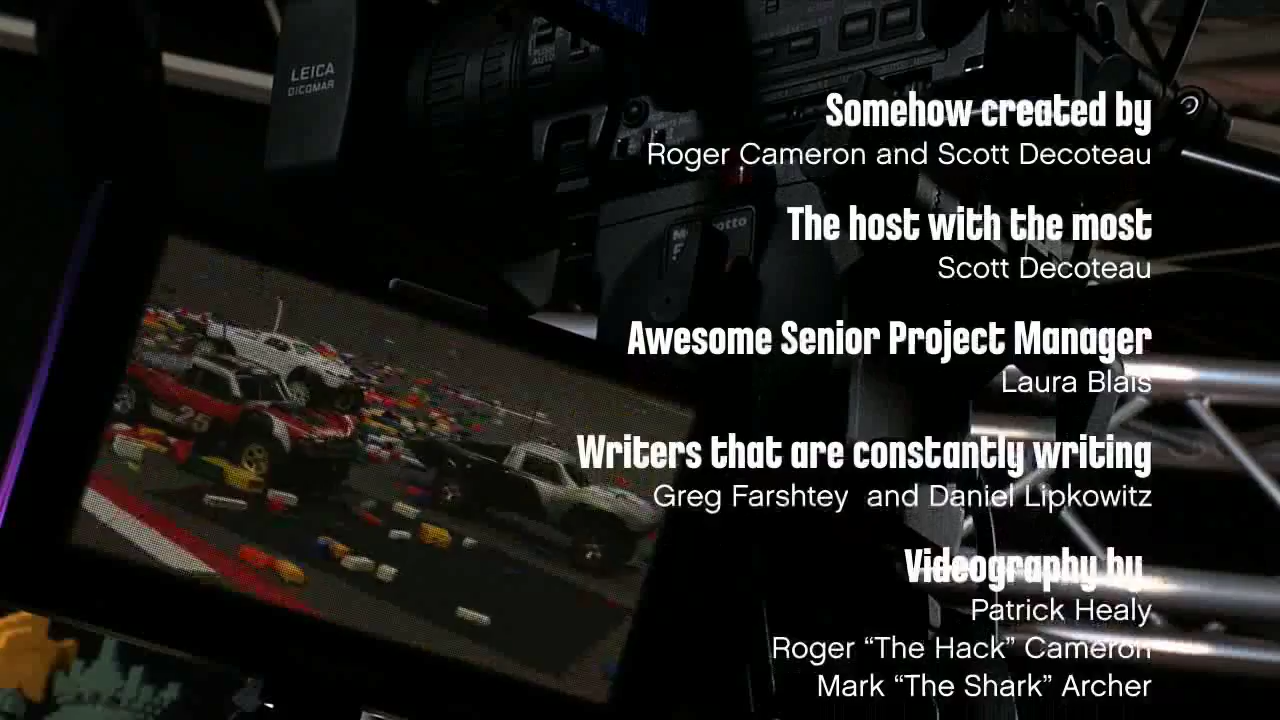 LEICA
DICOMAR
Somehow created by
Roger Cameron and Scott Decoteau
The host with the most
Scott Decoteau
Awesome Senior Project Manager
Laura Blais
Writers that are constantly writing
Greg Farshtey and Daniel Lipkowitz
25
Videography by
Patrick Healy
Roger “The Hack” Cameron
Mark “The Shark” Archer